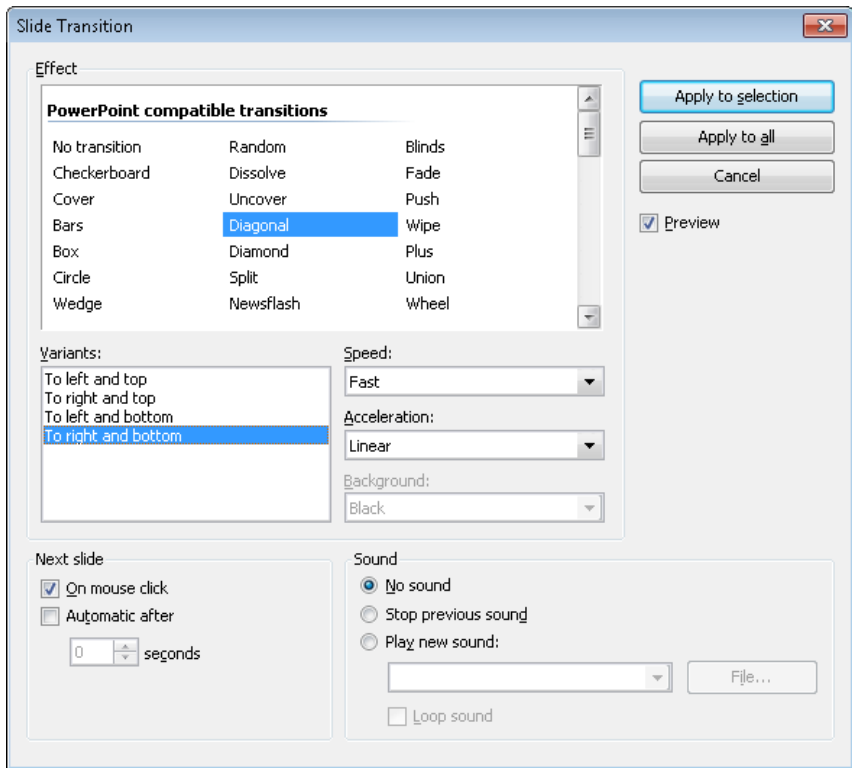 Slide Transition
Effect
Apply to selection
PowerPoint compatible transitions
Apply to all
No transition Random Blinds
Checkerboard Dissolve Fade
Cancel
Cover Uncover Push
Bars Diagonal Wipe
Preview
Box Diamond Plus
Circle Split Union
Wedge Newsflash Wheel
Variants:
To left and top
To right and top
To left and bottom
To right and bottom
Speed:
Fast
Acceleration:
Linear
Background:
Black
Next slide
On mouse click
Automatic after
0 seconds
Sound
No sound
Stop previous sound
Play new sound:
File...
Loop sound